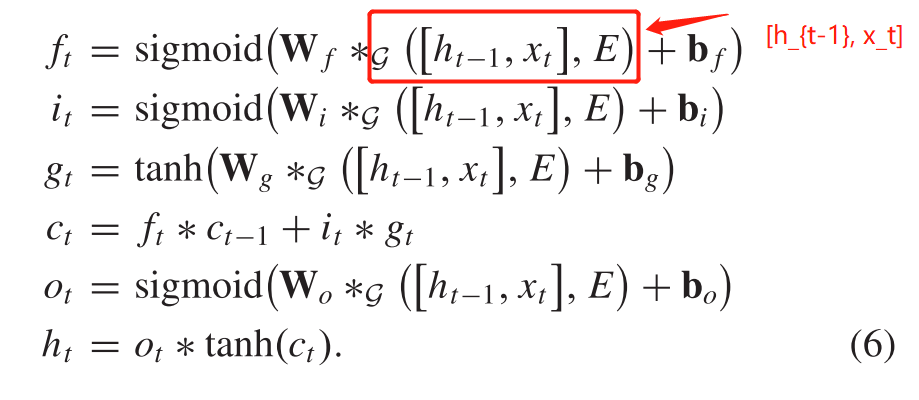 f_t = sigmoid(W_f *_𝒢 ([h_{t−1}, x_t], E) + b_f) [h_{t-1}, x_t]
i_t = sigmoid(W_i *_𝒢 ([h_{t−1}, x_t], E) + b_i)
g_t = tanh(W_g *_𝒢 ([h_{t−1}, x_t], E) + b_g)
c_t = f_t * c_{t−1} + i_t * g_t
o_t = sigmoid(W_o *_𝒢 ([h_{t−1}, x_t], E) + b_o)
h_t = o_t * tanh(c_t). (6)